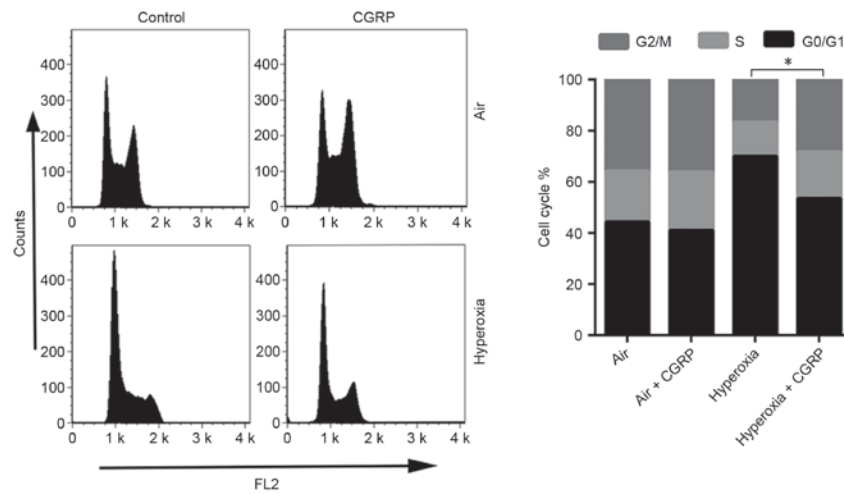 Control
CGRP
400
300
200
100
0
0
1 k
2 k
3 k
4 k
400
300
200
100
0
0
1 k
2 k
3 k
4 k
Air
400
300
200
100
0
0
1 k
2 k
3 k
4 k
400
300
200
100
0
0
1 k
2 k
3 k
4 k
Hyperoxia
Counts
FL2
G2/M
S
G0/G1
*
100
80
60
40
20
0
Cell cycle %
Air
Air + CGRP
Hyperoxia
Hyperoxia + CGRP